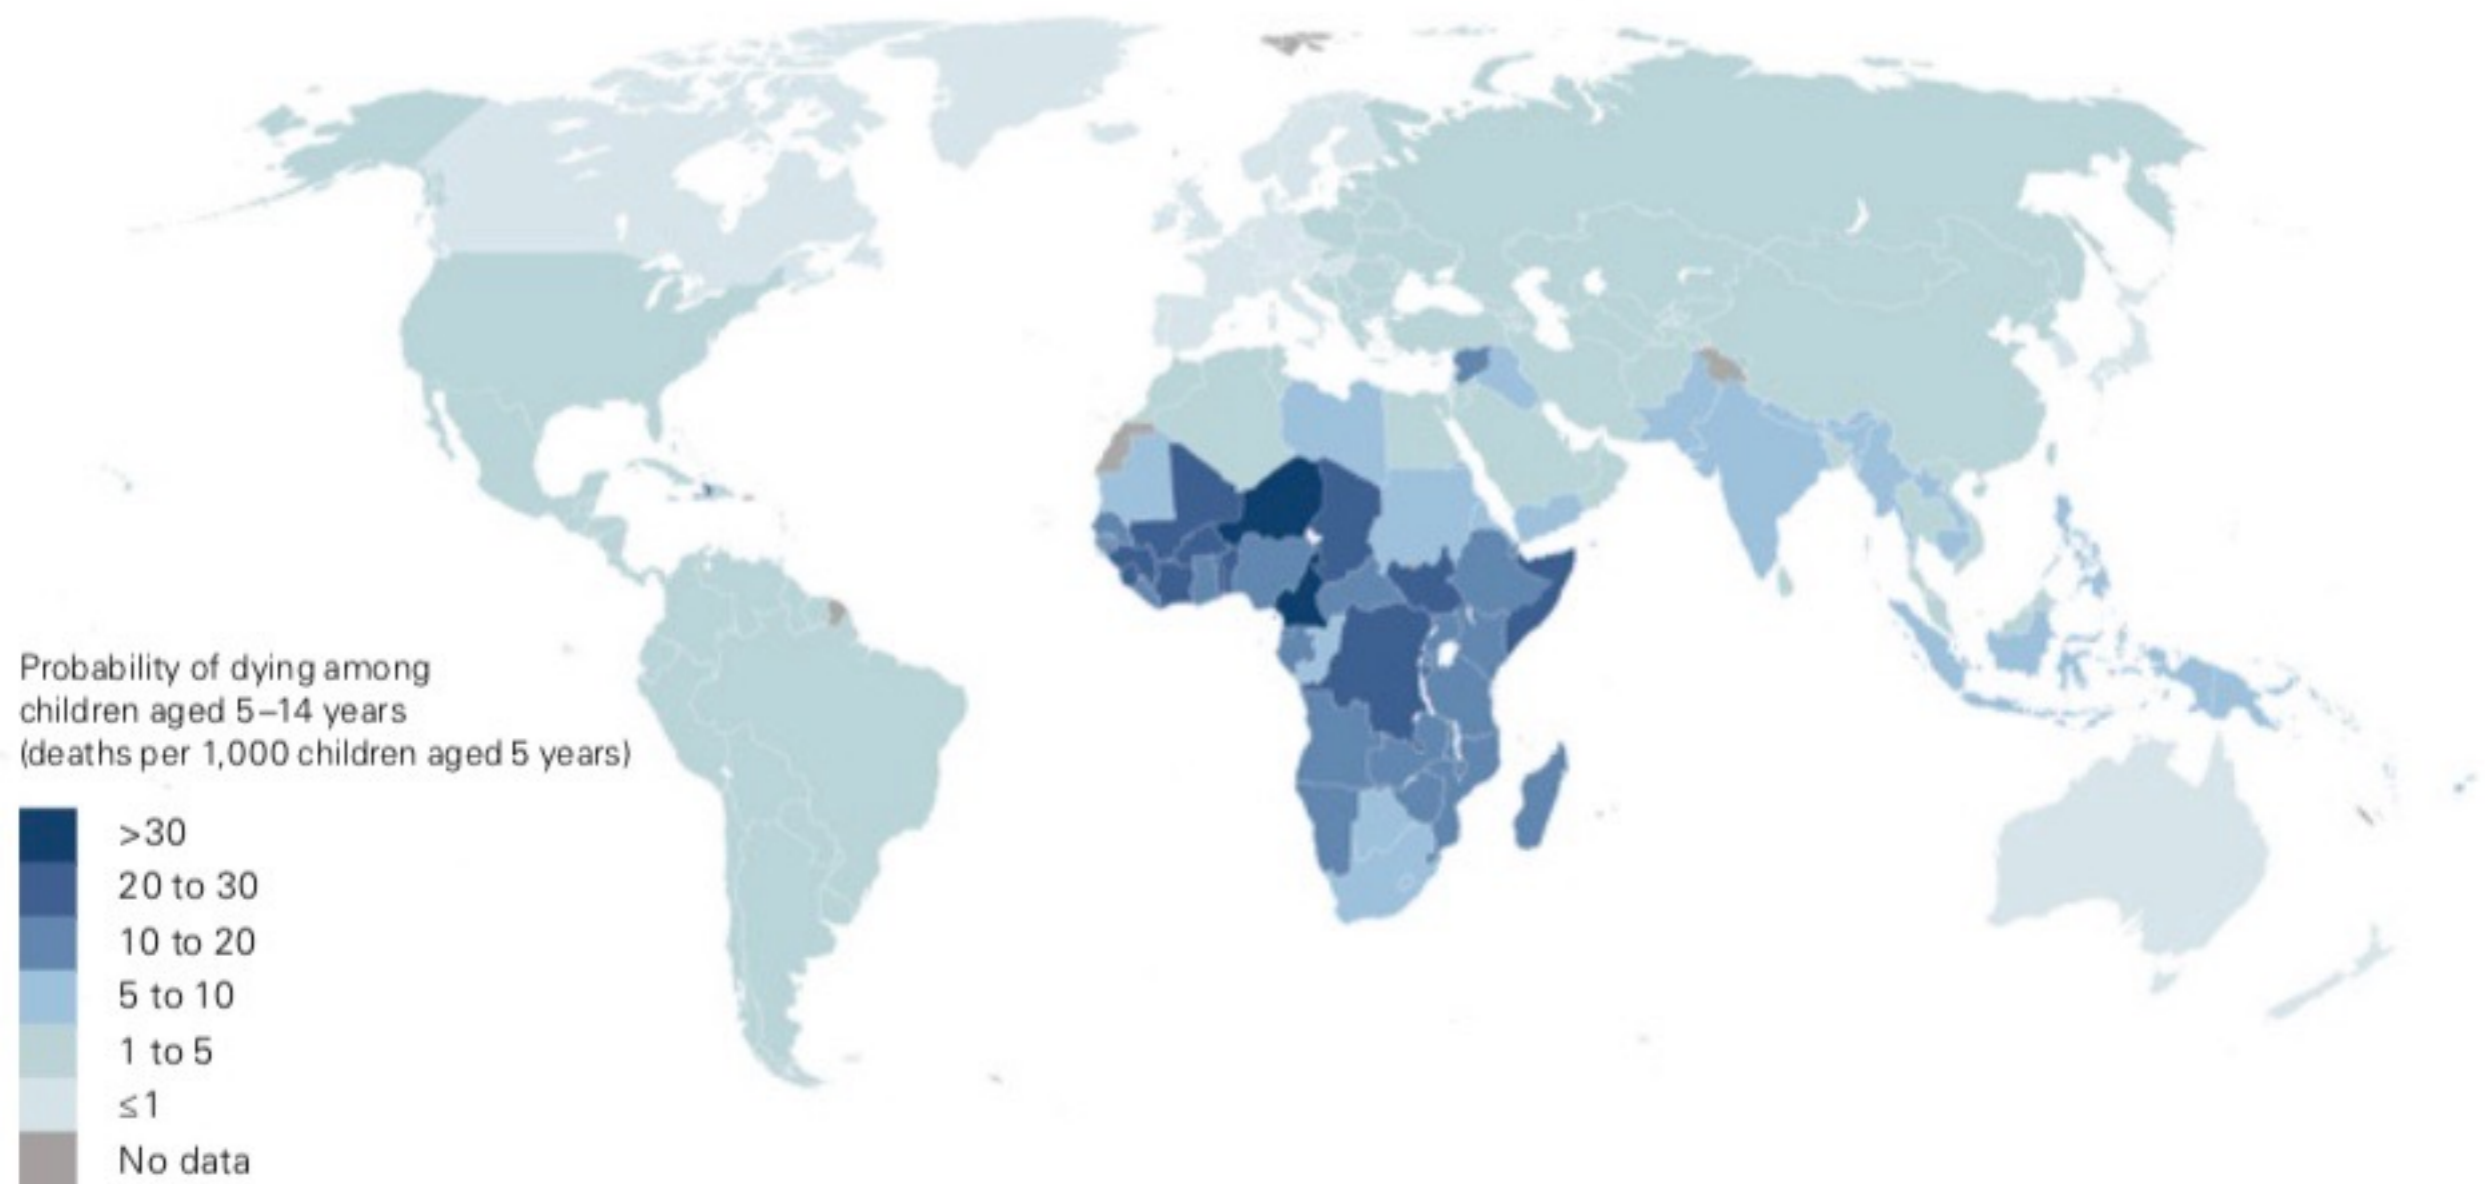 Probability of dying among
children aged 5–14 years
(deaths per 1,000 children aged 5 years)
>30
20 to 30
10 to 20
5 to 10
1 to 5
≤1
No data